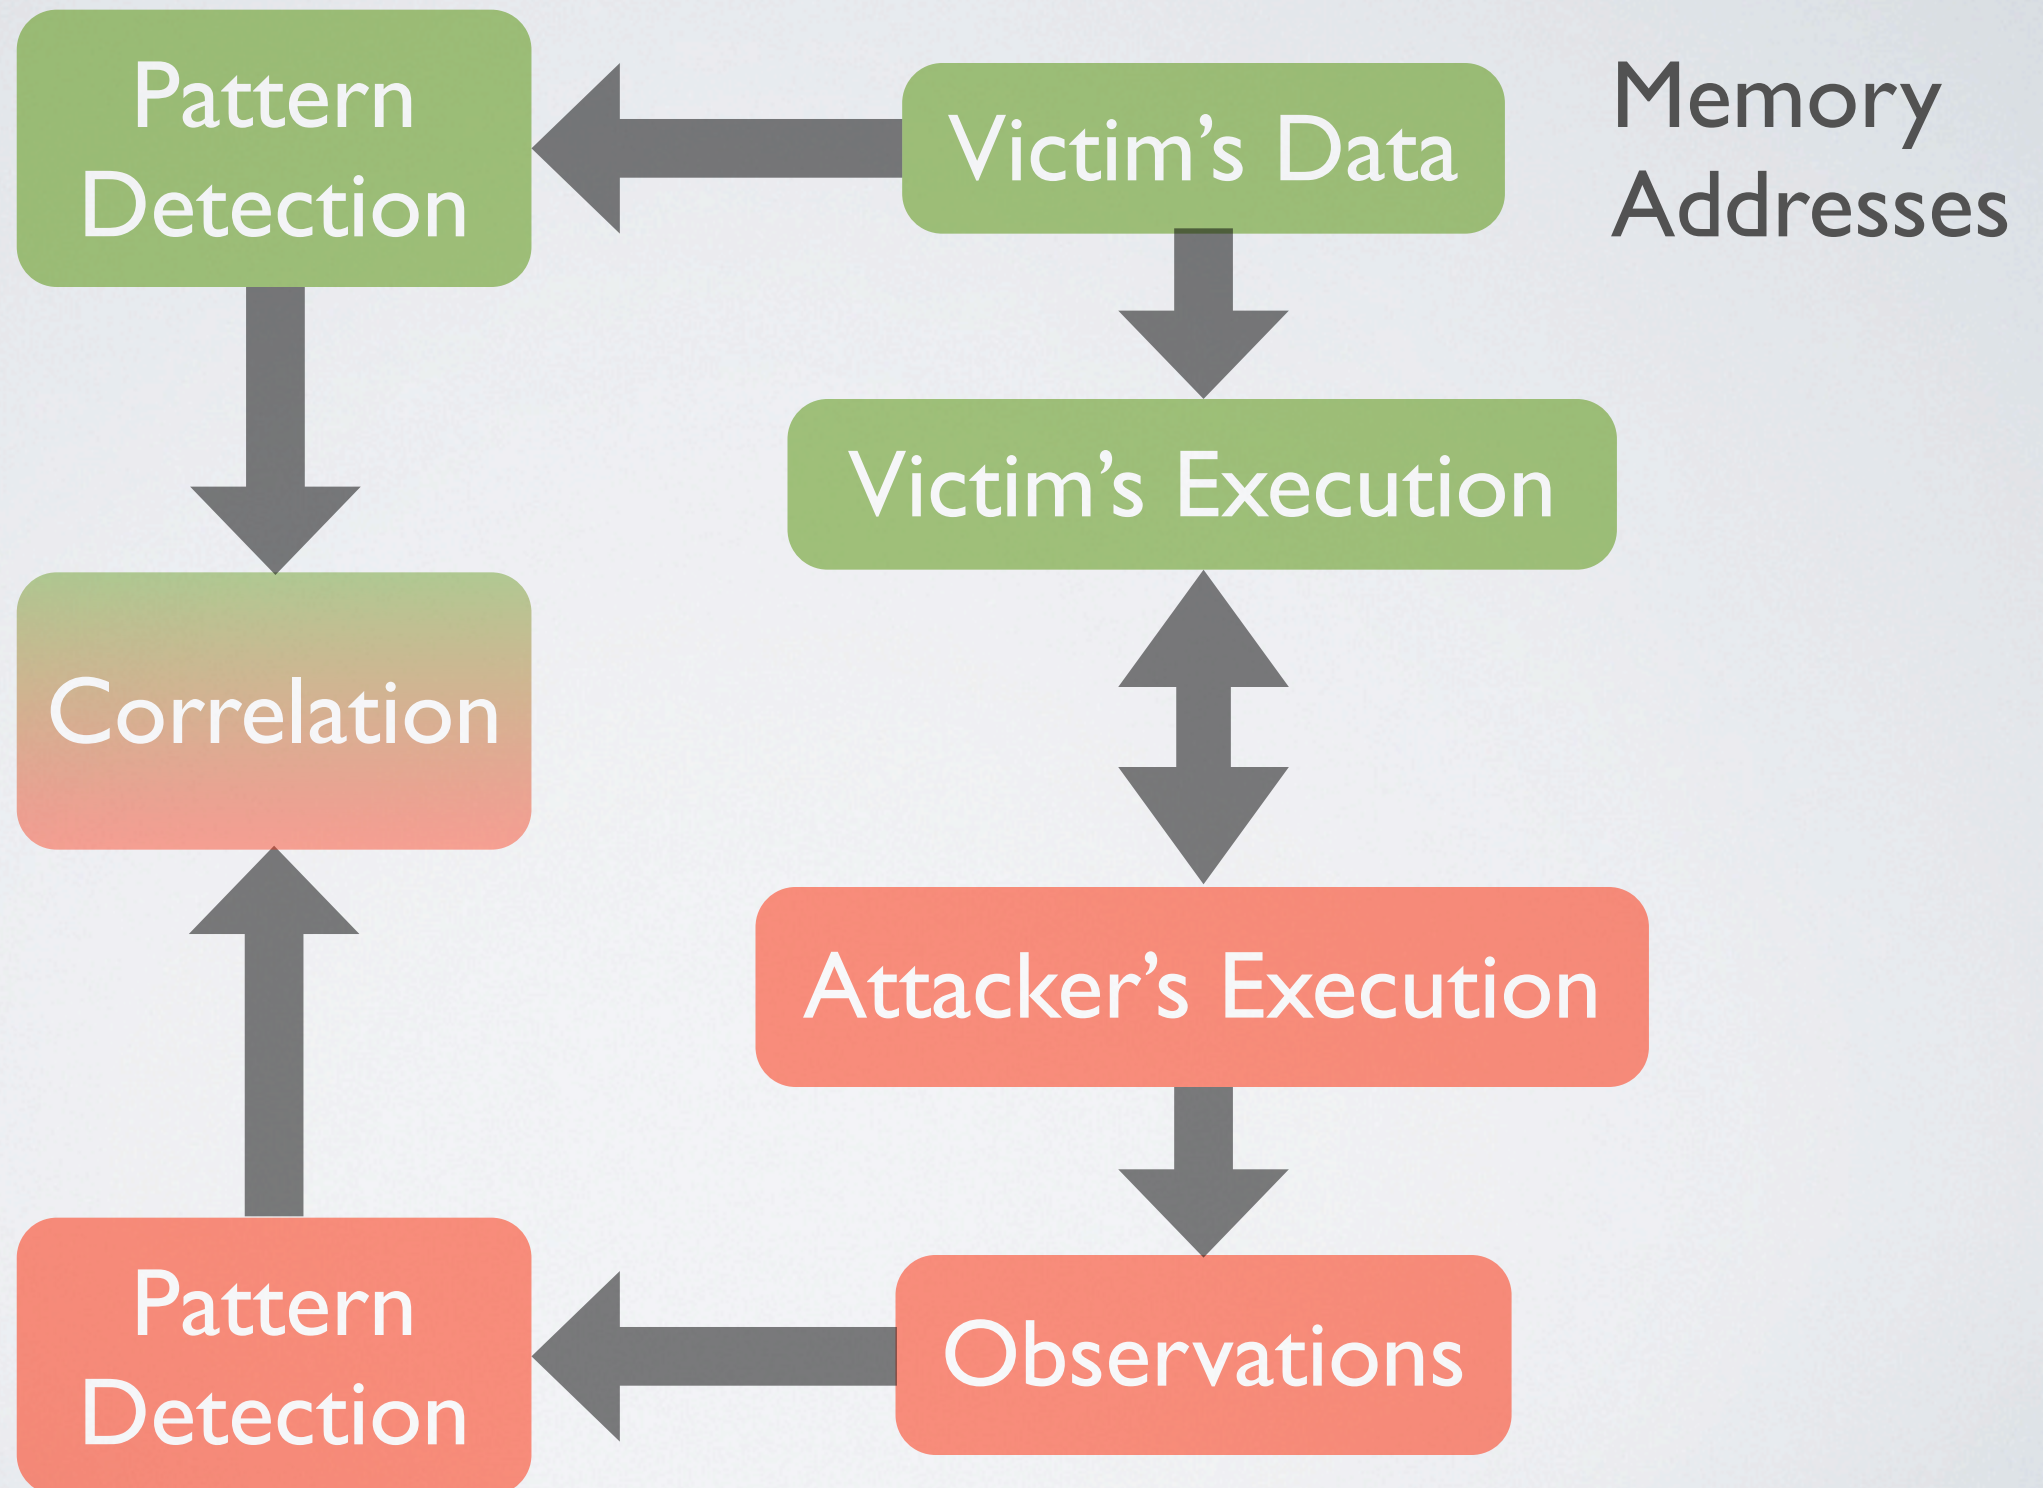 Pattern
Detection
Victim’s Data
Memory
Addresses
Victim’s Execution
Correlation
Attacker’s Execution
Pattern
Detection
Observations